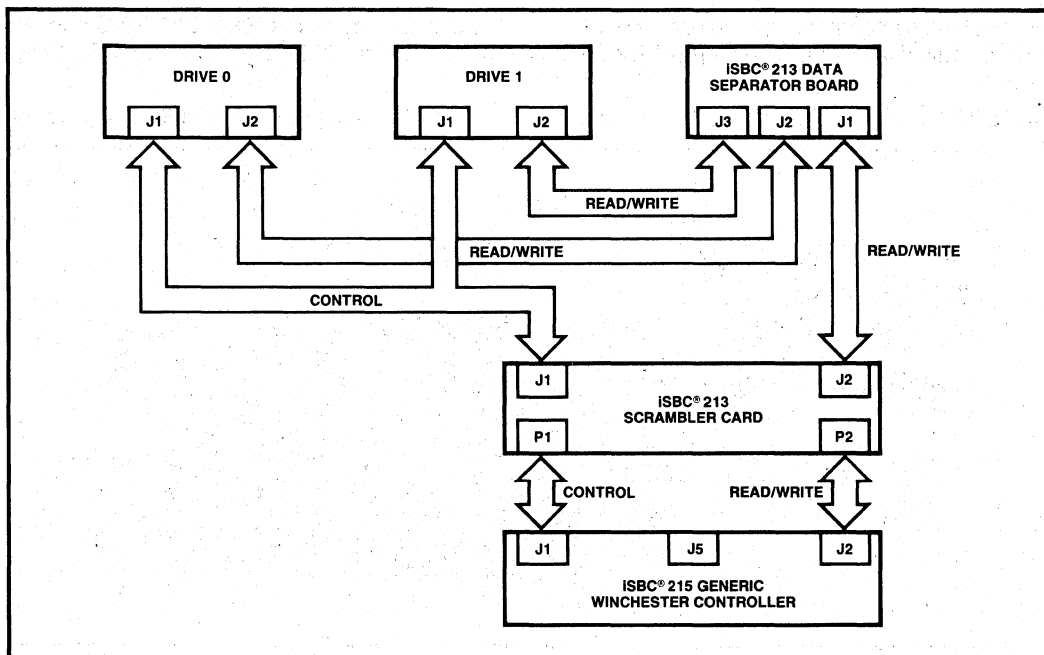 DRIVE 0
J1
J2
DRIVE 1
J1
J2
iSBC® 213 DATA
SEPARATOR BOARD
J3
J2
J1
READ/WRITE
READ/WRITE
READ/WRITE
CONTROL
J1
J2
iSBC® 213
SCRAMBLER CARD
P1
P2
CONTROL
READ/WRITE
J1
J5
J2
iSBC® 215 GENERIC
WINCHESTER CONTROLLER